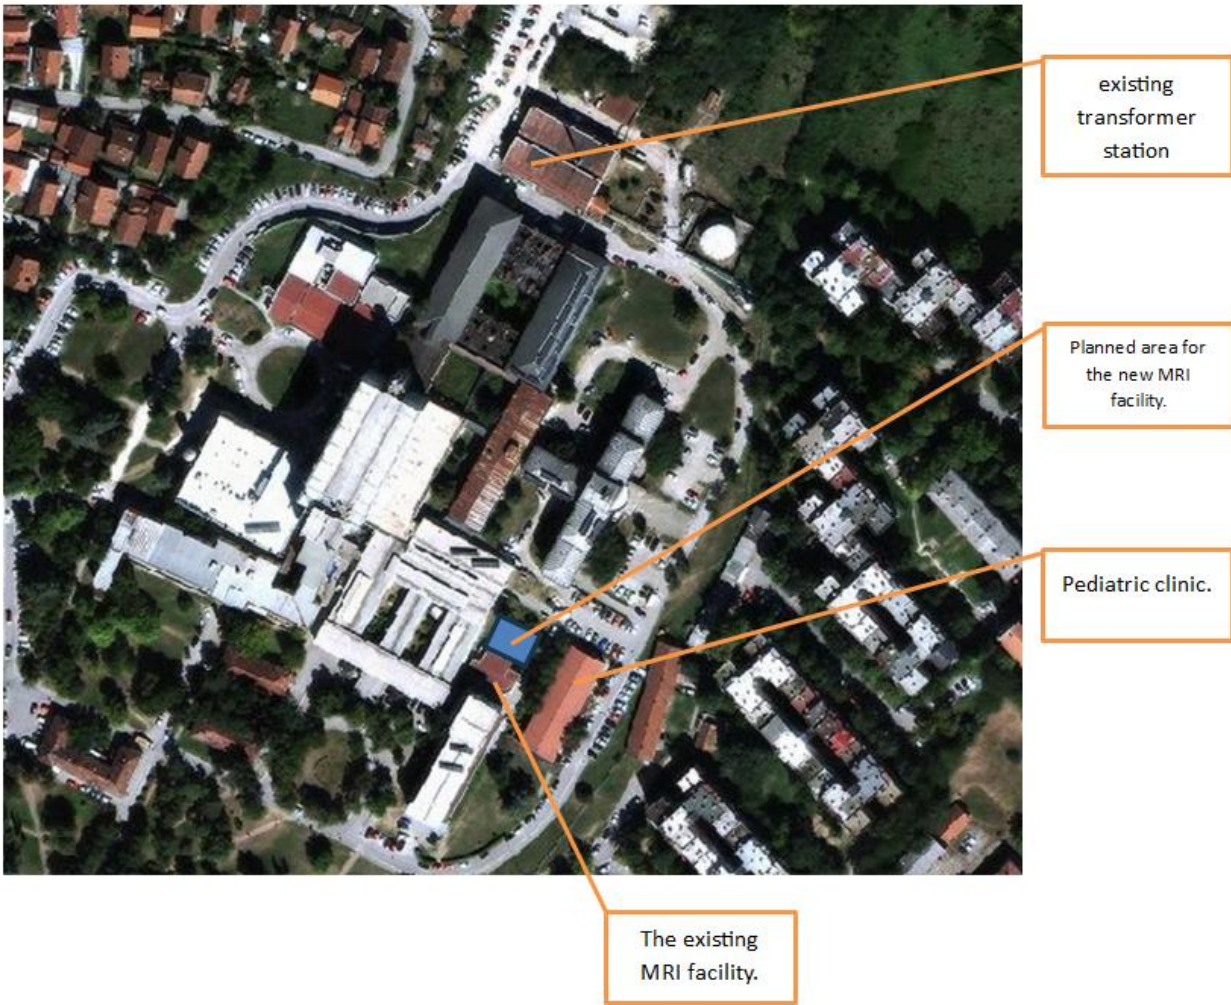 existing
transformer
station
Planned area for
the new MRI
facility.
Pediatric clinic.
The existing
MRI facility.